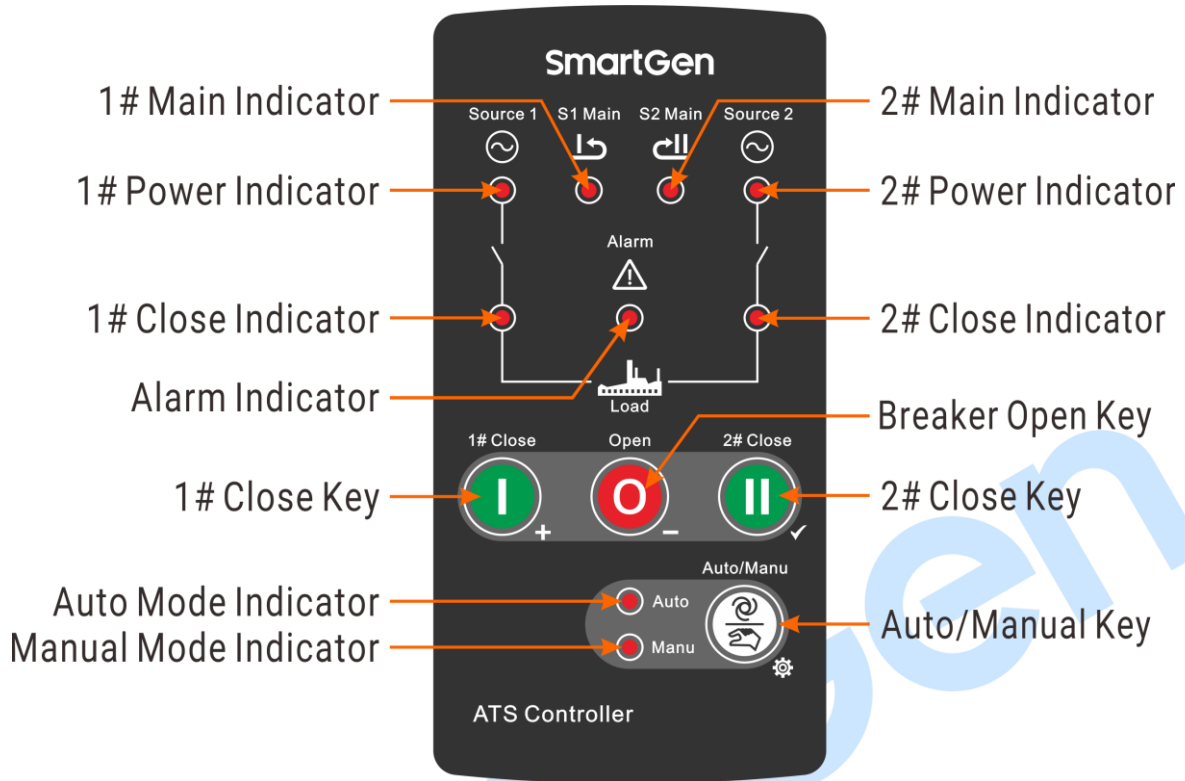 SmartGen
1# Main Indicator
2# Main Indicator
Source 1
S1 Main
S2 Main
Source 2
1# Power Indicator
2# Power Indicator
Alarm
1# Close Indicator
2# Close Indicator
Alarm Indicator
Load
Breaker Open Key
1# Close
Open
2# Close
I
O
II
1# Close Key
2# Close Key
+
−
Auto/Manu
Auto Mode Indicator
Auto
Auto/Manual Key
Manual Mode Indicator
Manu
ATS Controller